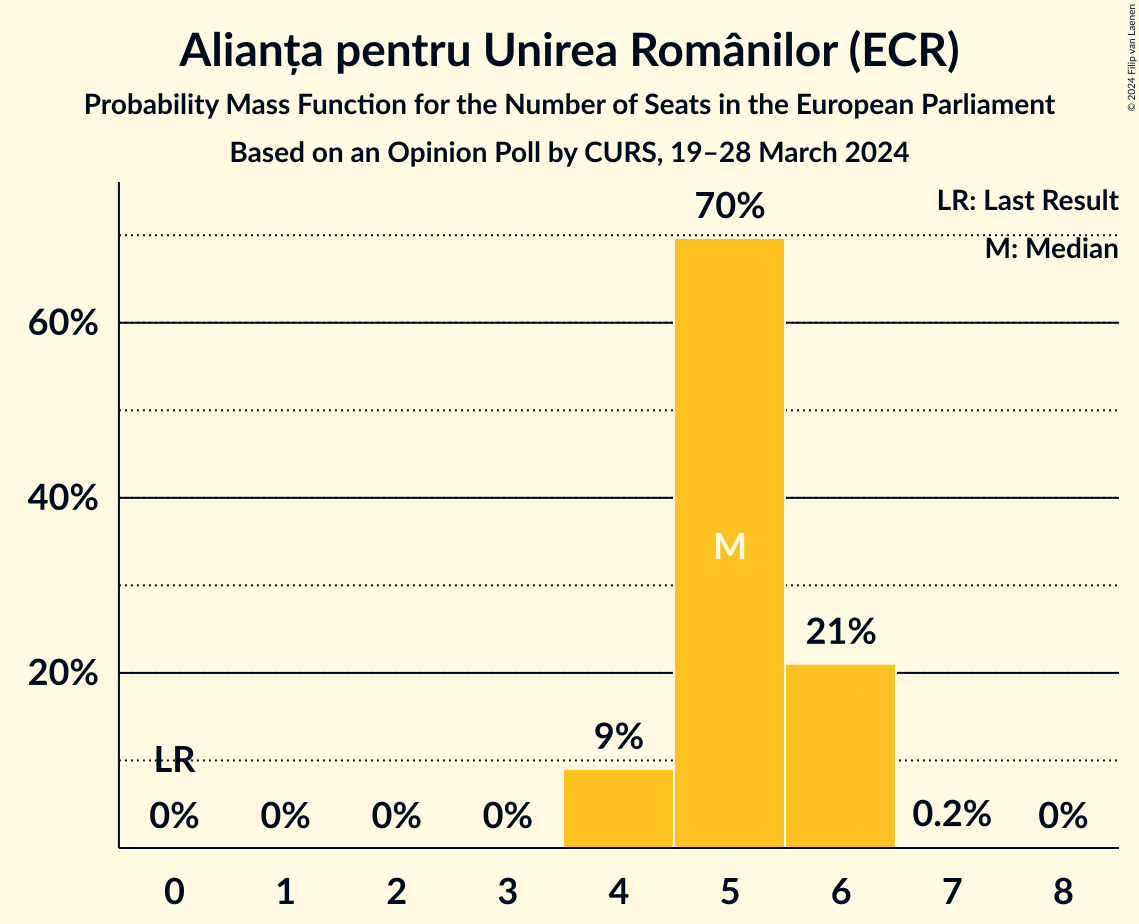 Alianța pentru Unirea Românilor (ECR)
Probability Mass Function for the Number of Seats in the European Parliament
Based on an Opinion Poll by CURS, 19–28 March 2024
© 2024 Filip van Laenen
LR: Last Result
M: Median
70%
60%
40%
M
21%
20%
9%
LR
0%
0%
0%
0%
0.2%
0%
0 1 2 3 4 5 6 7 8